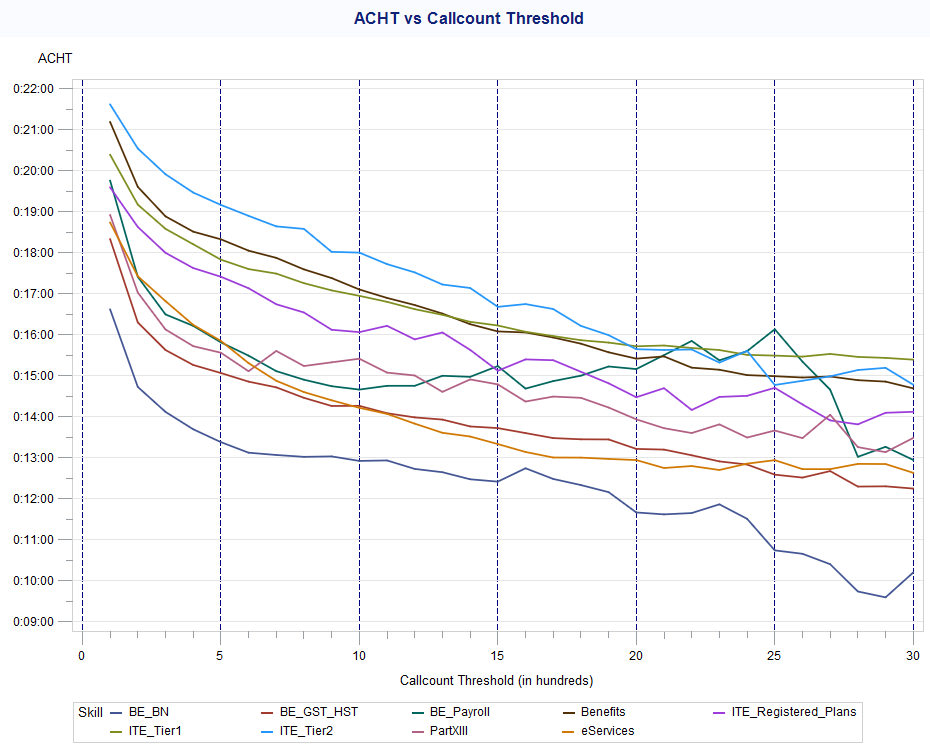 ACHT vs Callcount Threshold
ACHT
0:22:00
0:21:00
0:20:00
0:19:00
0:18:00
0:17:00
0:16:00
0:15:00
0:14:00
0:13:00
0:12:00
0:11:00
0:10:00
0:09:00
0 5 10 15 20 25 30
Callcount Threshold (in hundreds)
Skill BE_BN BE_GST_HST BE_Payroll Benefits ITE_Registered_Plans
ITE_Tier1 ITE_Tier2 PartXIII eServices